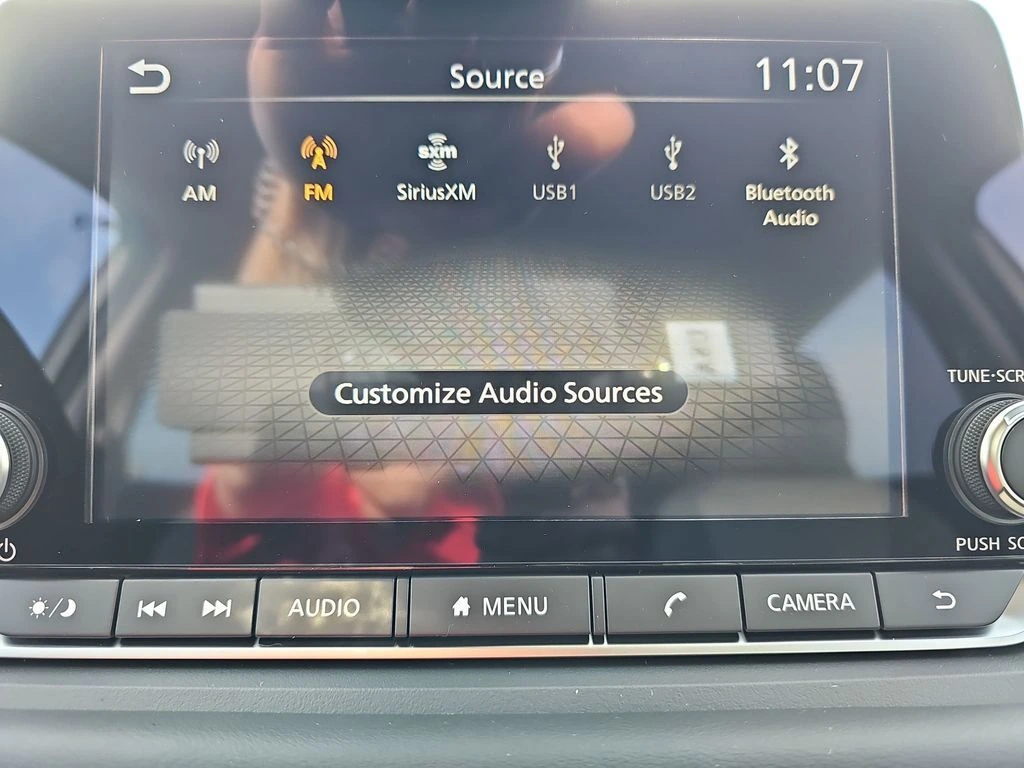 Source
11:07
AM
FM
sxm
SiriusXM
USB1
USB2
Bluetooth
Audio
Customize Audio Sources
TUNE·SCR
PUSH SO
AUDIO
MENU
CAMERA